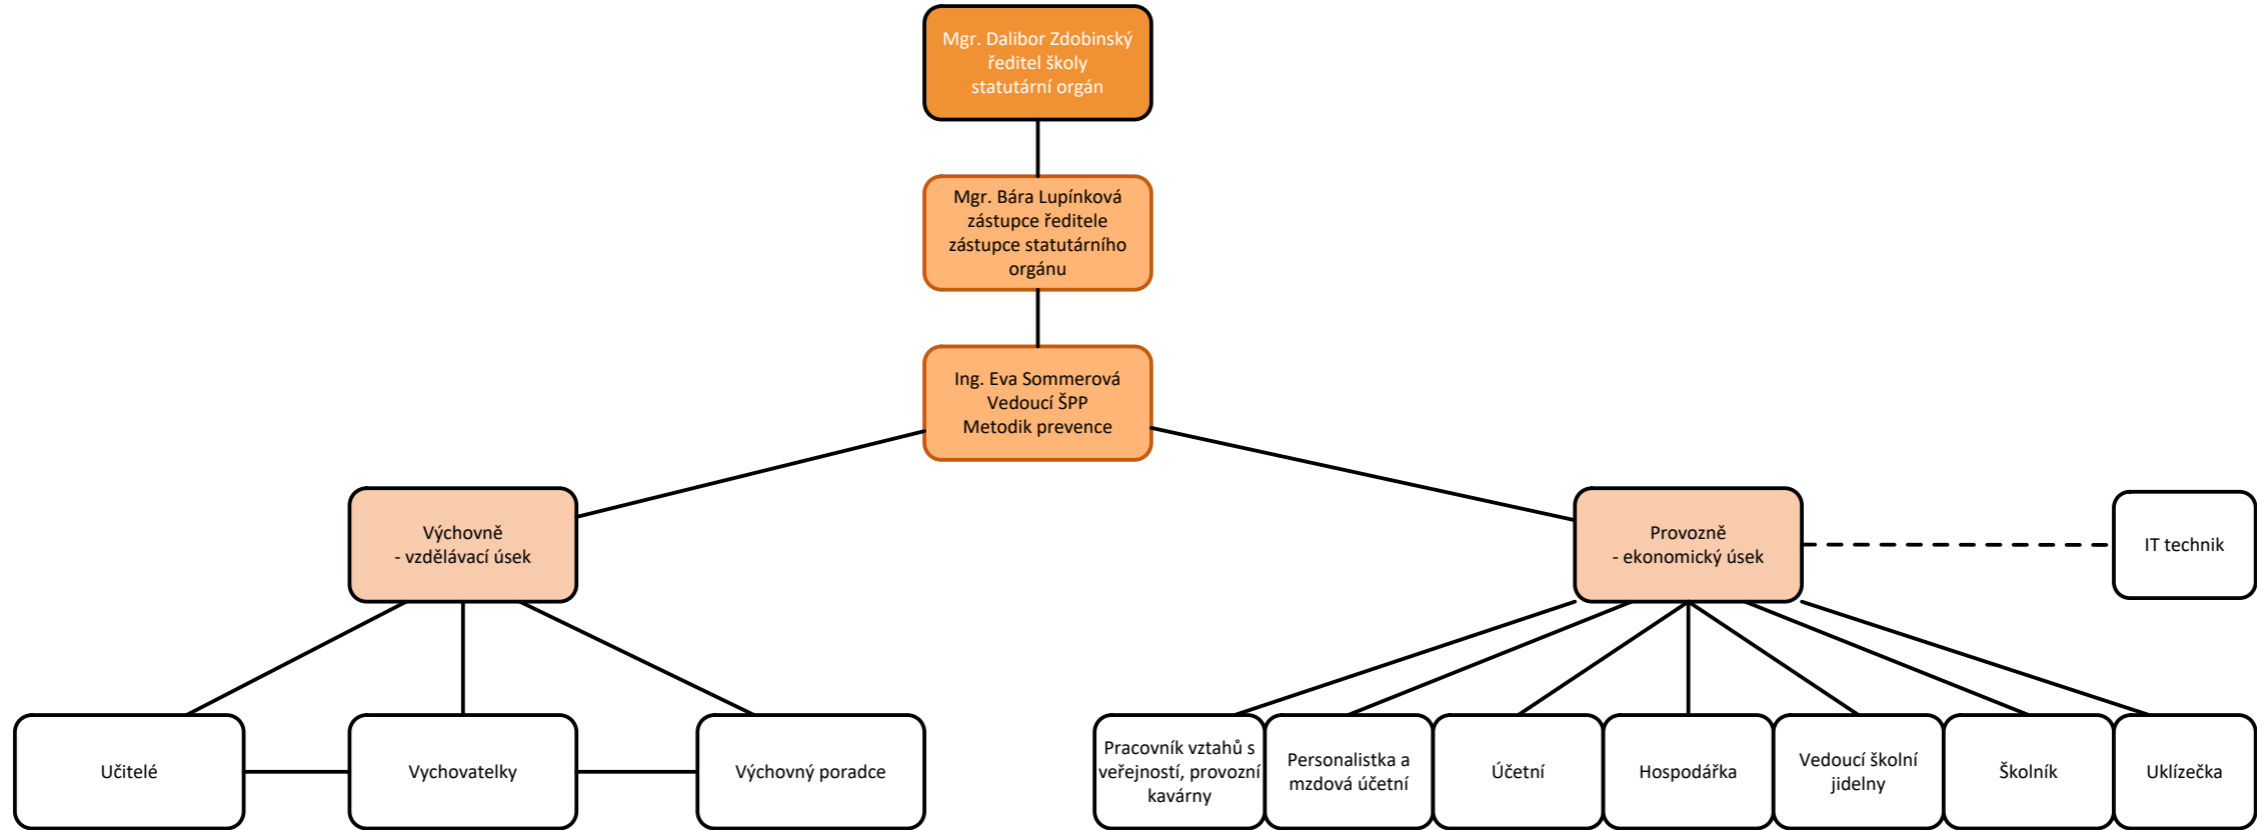 Mgr. Dalibor Zdobinský
ředitel školy
statutární orgán
Mgr. Bára Lupínková
zástupce ředitele
zástupce statutárního
orgánu
Ing. Eva Sommerová
Vedoucí ŠPP
Metodik prevence
Výchovně
- vzdělávací úsek
Provozně
- ekonomický úsek
IT technik
Učitelé
Vychovatelky
Výchovný poradce
Pracovník vztahů s
veřejností, provozní
kavárny
Personalistka a
mzdová účetní
Účetní
Hospodářka
Vedoucí školní
jidelny
Školník
Uklízečka